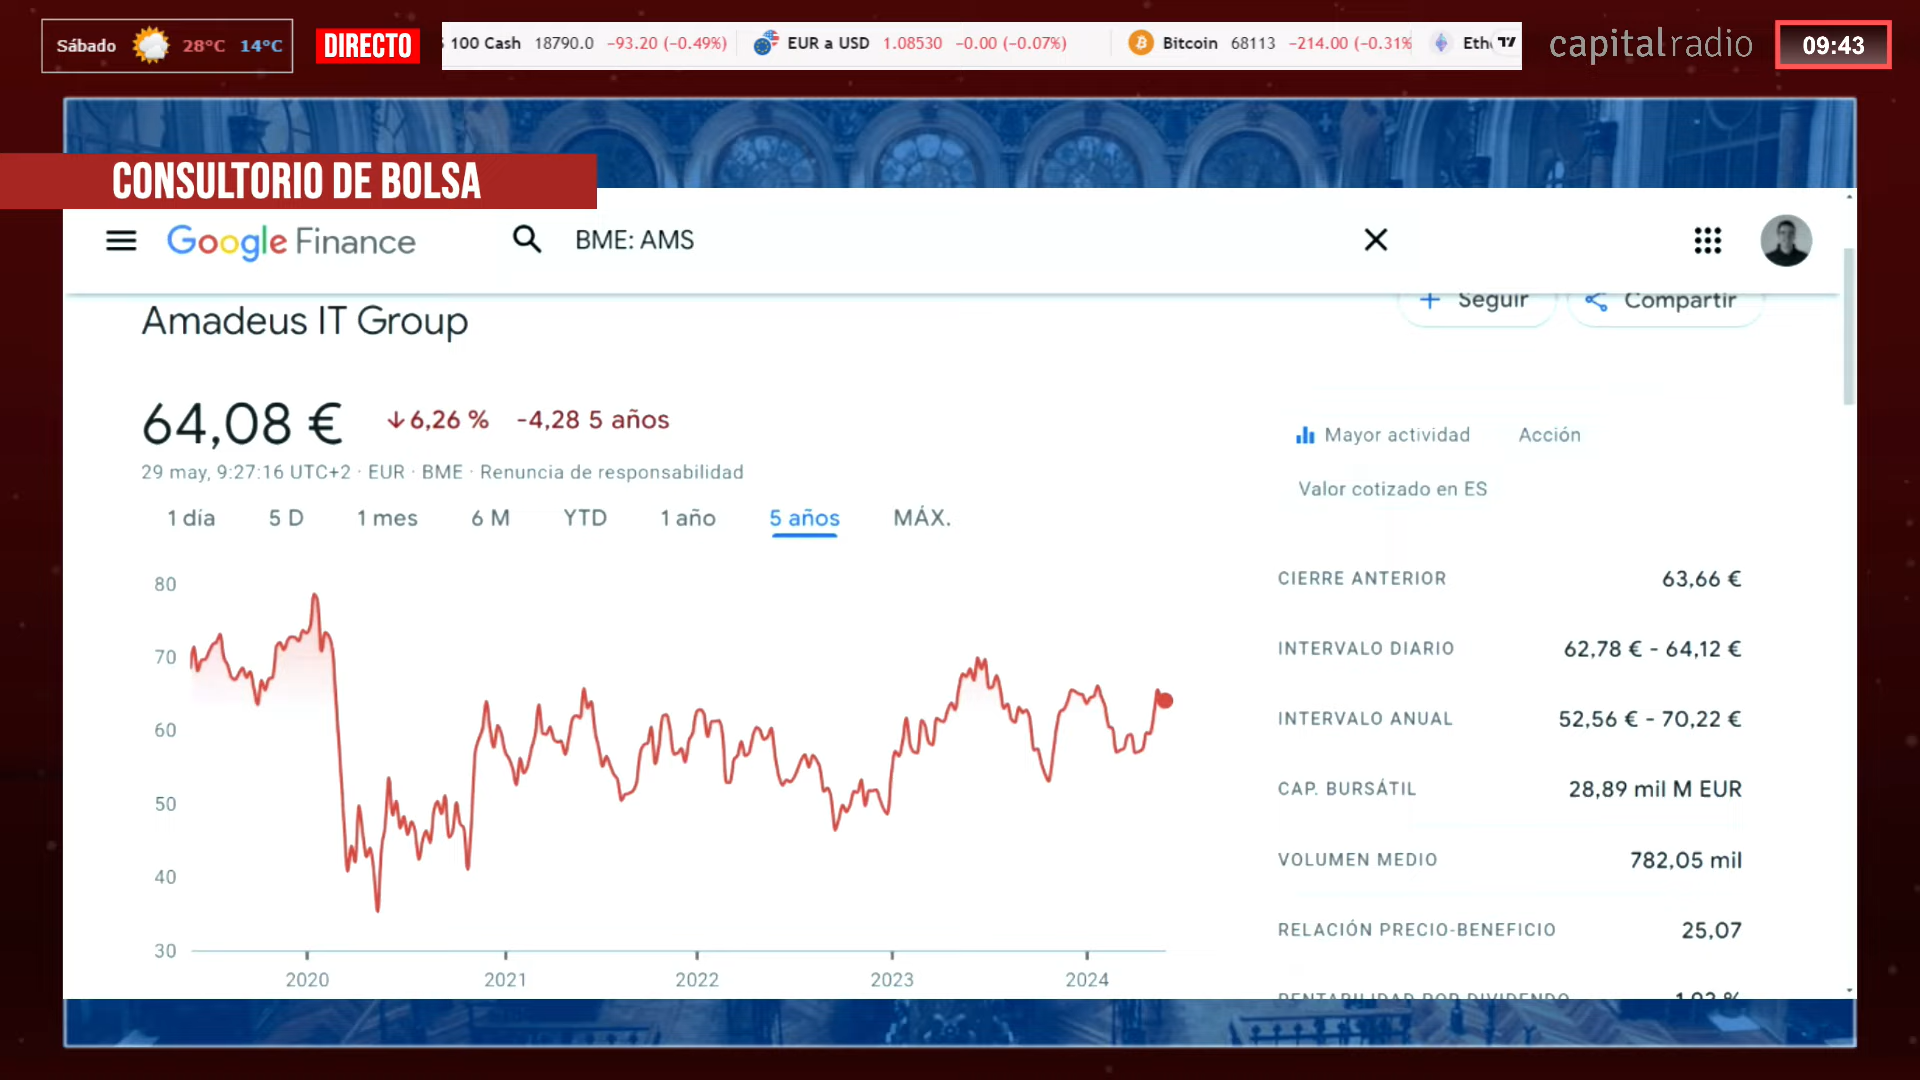 Sábado 28°C 14°C
DIRECTO
100 Cash 18790.0 −93.20 (−0.49%) EUR a USD 1.08530 −0.00 (−0.07%) Bitcoin 68113 −214.00 (−0.31%
capitalradio
09:43
CONSULTORIO DE BOLSA
Google Finance
BME: AMS
Amadeus IT Group
Seguir
Compartir
64,08 € ↓6,26 % -4,28 5 años
29 may, 9:27:16 UTC+2 · EUR · BME · Renuncia de responsabilidad
1 día 5 D 1 mes 6 M YTD 1 año 5 años MÁX.
80
70
60
50
40
30
2020 2021 2022 2023 2024
Mayor actividad
Acción
Valor cotizado en ES
CIERRE ANTERIOR 63,66 €
INTERVALO DIARIO 62,78 € - 64,12 €
INTERVALO ANUAL 52,56 € - 70,22 €
CAP. BURSÁTIL 28,89 mil M EUR
VOLUMEN MEDIO 782,05 mil
RELACIÓN PRECIO-BENEFICIO 25,07
RENTABILIDAD POR DIVIDENDO